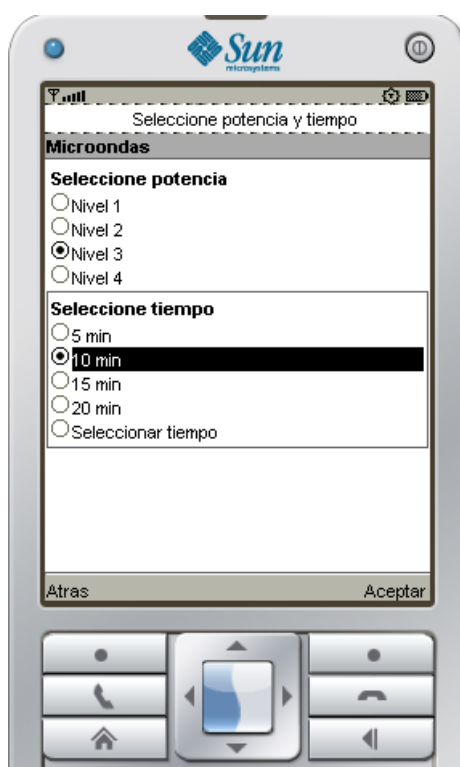 Sun
microsystems
Seleccione potencia y tiempo
Microondas
Seleccione potencia
Nivel 1
Nivel 2
Nivel 3
Nivel 4
Seleccione tiempo
5 min
10 min
15 min
20 min
Seleccionar tiempo
Atras Aceptar